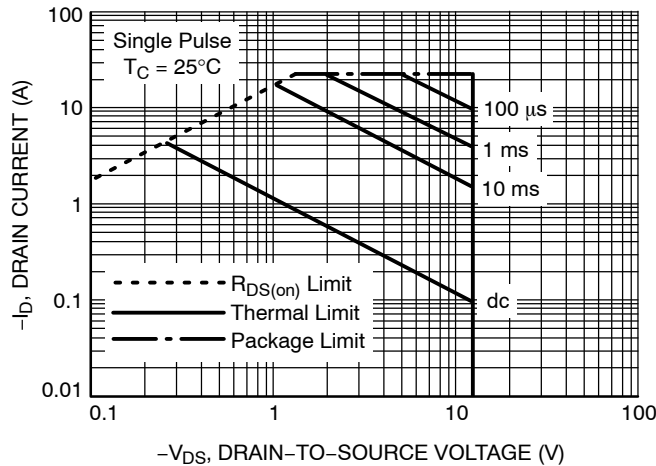 100
Single Pulse
T_C = 25°C
10
1
0.1
0.01
100 μs
1 ms
10 ms
dc
R_DS(on) Limit
Thermal Limit
Package Limit
0.1
1
10
100
−I_D, DRAIN CURRENT (A)
−V_DS, DRAIN−TO−SOURCE VOLTAGE (V)